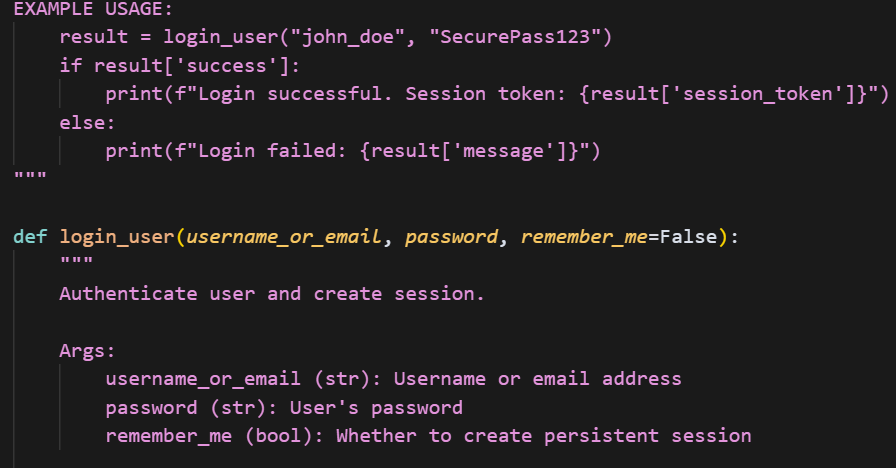 EXAMPLE USAGE:
    result = login_user("john_doe", "SecurePass123")
    if result['success']:
        print(f"Login successful. Session token: {result['session_token']}")
    else:
        print(f"Login failed: {result['message']}")
"""

def login_user(username_or_email, password, remember_me=False):
    """
    Authenticate user and create session.

    Args:
        username_or_email (str): Username or email address
        password (str): User's password
        remember_me (bool): Whether to create persistent session